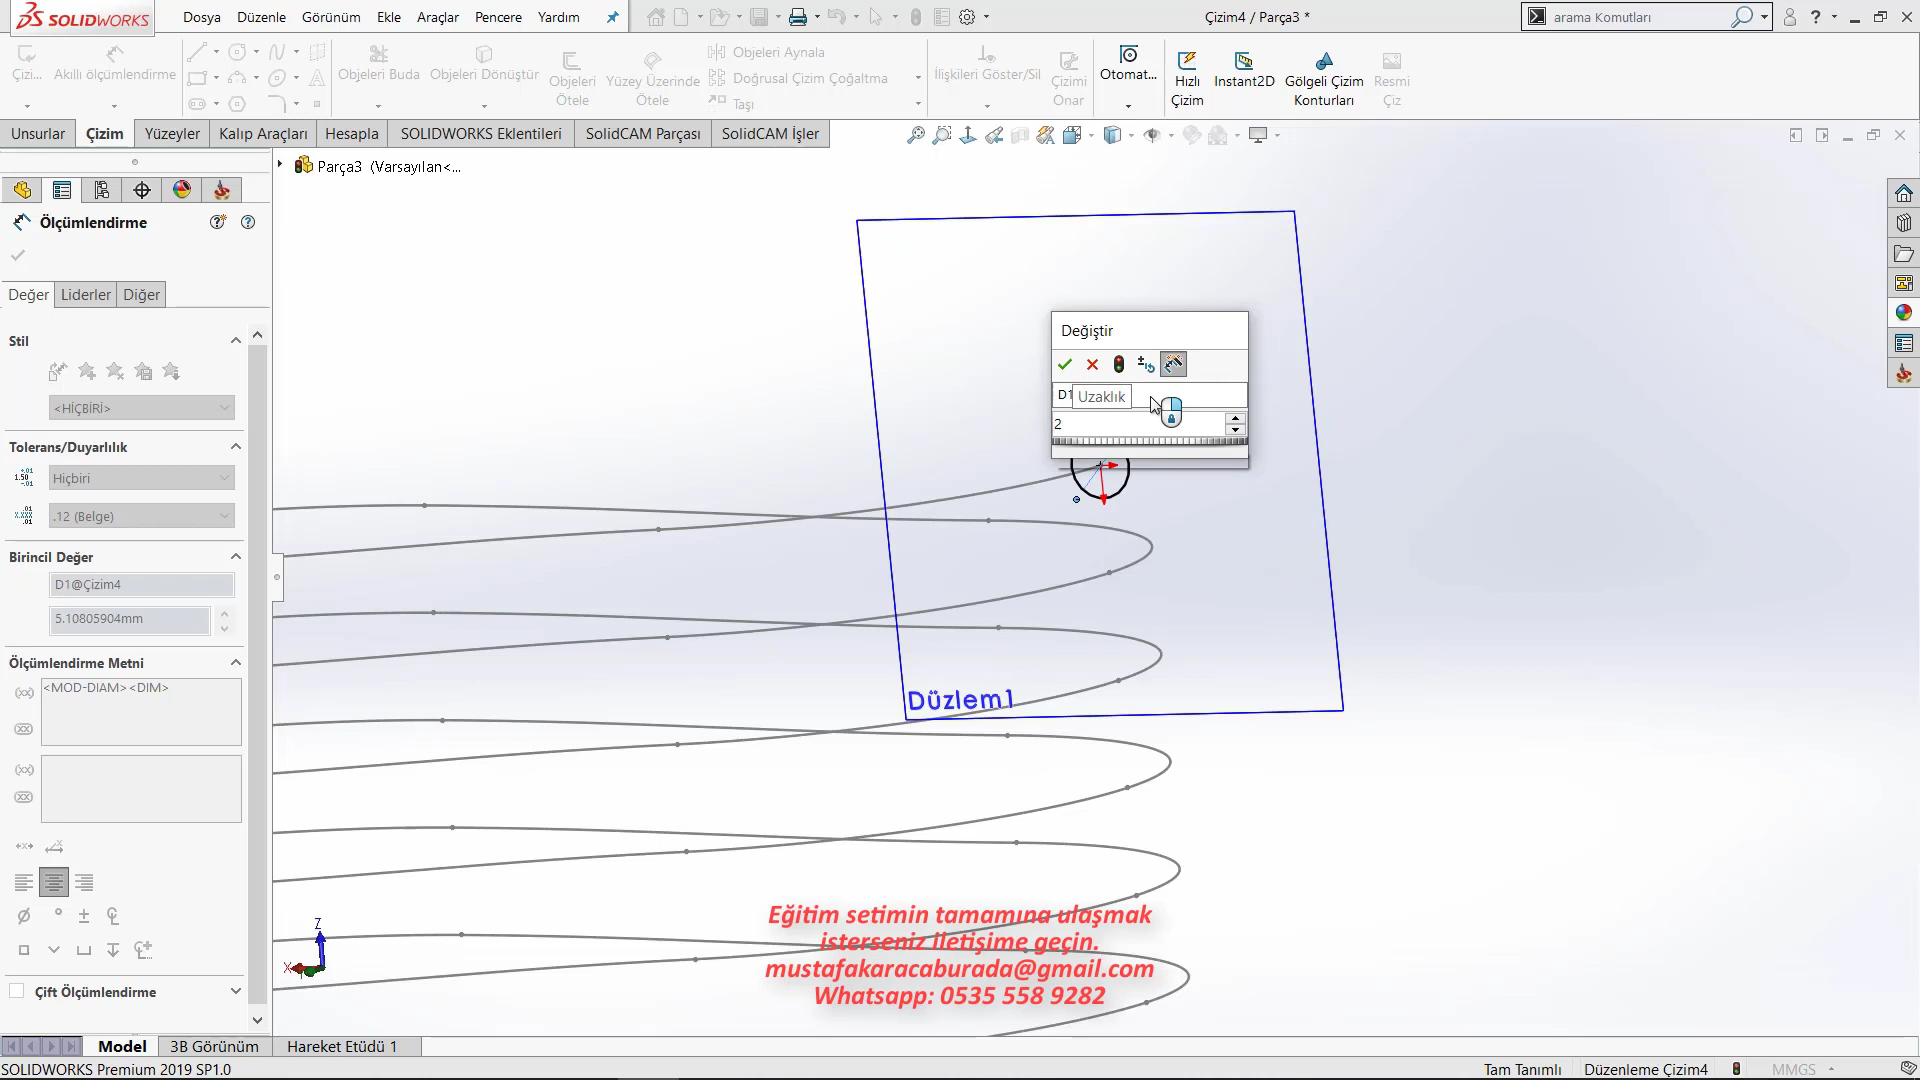 SOLIDWORKS
Dosya Düzenle Görünüm Ekle Araçlar Pencere Yardım
Çizim4 / Parça3 *
arama Komutları
Çizi...
Akıllı ölçümlendirme
Objeleri Buda
Objeleri Dönüştür
Objeleri Ötele
Yüzey Üzerinde Ötele
Objeleri Aynala
Doğrusal Çizim Çoğaltma
Taşı
İlişkileri Göster/Sil
Çizimi Onar
Otomat...
Hızlı Çizim
Instant2D
Gölgeli Çizim Konturları
Resmi Çiz
Unsurlar Çizim Yüzeyler Kalıp Araçları Hesapla SOLIDWORKS Eklentileri SolidCAM Parçası SolidCAM İşler
Parça3 (Varsayılan<...
Ölçümlendirme
Değer Liderler Diğer
Stil
<HİÇBİRİ>
Tolerans/Duyarlılık
Hiçbiri
.12 (Belge)
Birincil Değer
D1@Çizim4
5.10805904mm
Ölçümlendirme Metni
<MOD-DIAM><DIM>
Çift Ölçümlendirme
Değiştir
D1
Uzaklık
2
Düzlem1
Z
X
Eğitim setimin tamamına ulaşmak
isterseniz iletişime geçin.
mustafakaracaburada@gmail.com
Whatsapp: 0535 558 9282
Model 3B Görünüm Hareket Etüdü 1
SOLIDWORKS Premium 2019 SP1.0
Tam Tanımlı Düzenleme Çizim4 MMGS